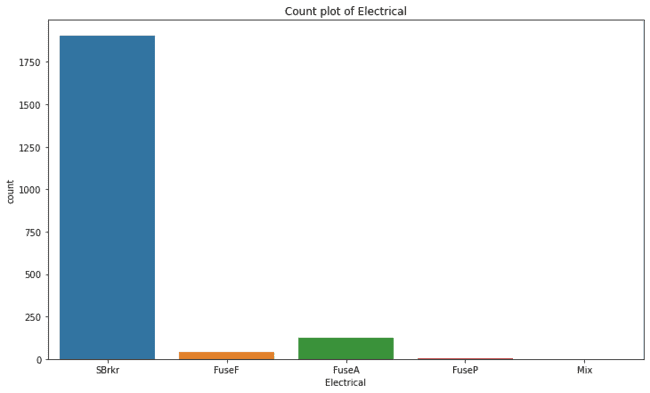 Count plot of Electrical
1750
1500
1250
1000
750
500
250
0
count
SBrkr FuseF FuseA FuseP Mix
Electrical